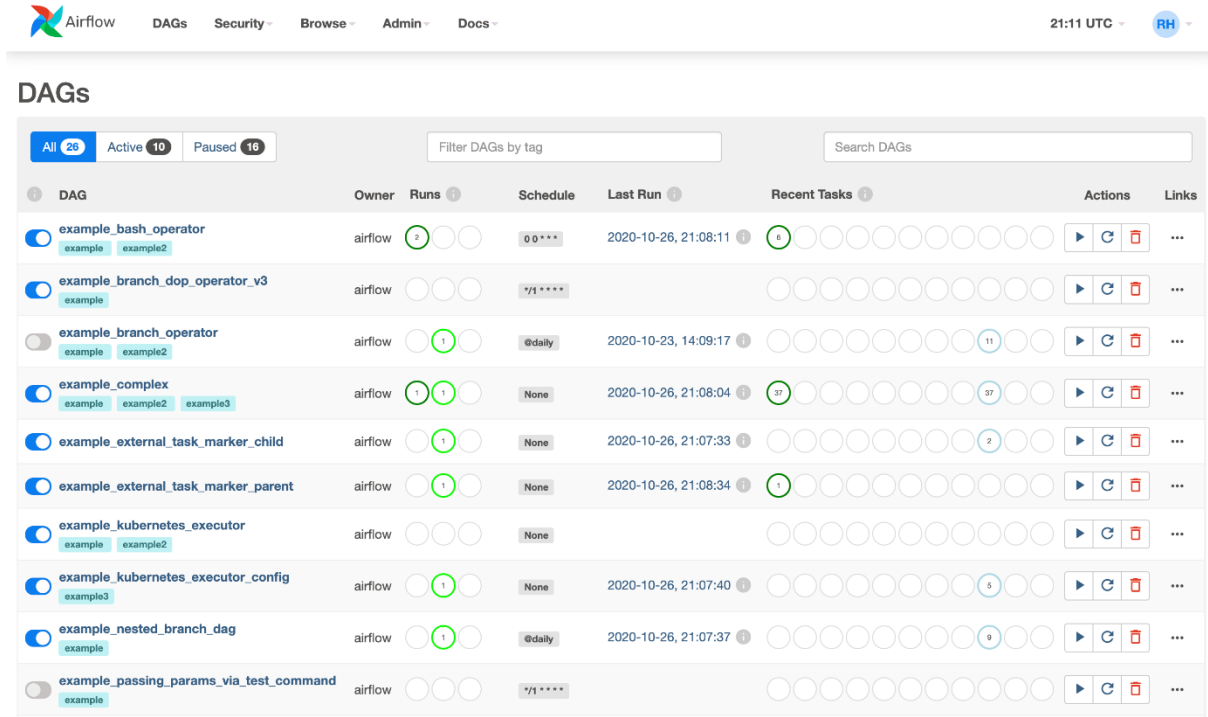 Airflow DAGs Security Browse Admin Docs 21:11 UTC RH
DAGs
All 26 Active 10 Paused 16 Filter DAGs by tag Search DAGs
DAG Owner Runs Schedule Last Run Recent Tasks Actions Links
example_bash_operator
airflow 2 0 0 * * * 2020-10-26, 21:08:11 6
example example2
example_branch_dop_operator_v3
airflow */1 * * * *
example
example_branch_operator
airflow 1 @daily 2020-10-23, 14:09:17 11
example example2
example_complex
airflow 1 1 None 2020-10-26, 21:08:04 37 37
example example2 example3
example_external_task_marker_child airflow 1 None 2020-10-26, 21:07:33 2
example_external_task_marker_parent airflow 1 None 2020-10-26, 21:08:34 1
example_kubernetes_executor
airflow None
example example2
example_kubernetes_executor_config
airflow 1 None 2020-10-26, 21:07:40 5
example3
example_nested_branch_dag
airflow 1 @daily 2020-10-26, 21:07:37 9
example
example_passing_params_via_test_command
airflow */1 * * * *
example